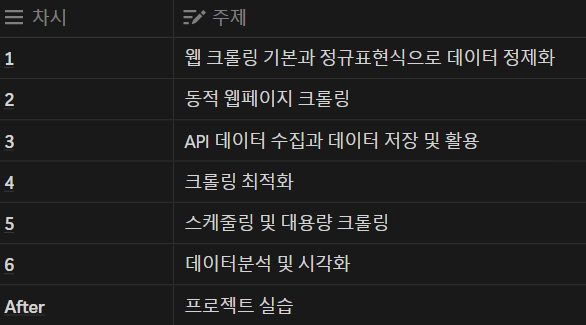 차시 주제
1 웹 크롤링 기본과 정규표현식으로 데이터 정제화
2 동적 웹페이지 크롤링
3 API 데이터 수집과 데이터 저장 및 활용
4 크롤링 최적화
5 스케줄링 및 대용량 크롤링
6 데이터분석 및 시각화
After 프로젝트 실습